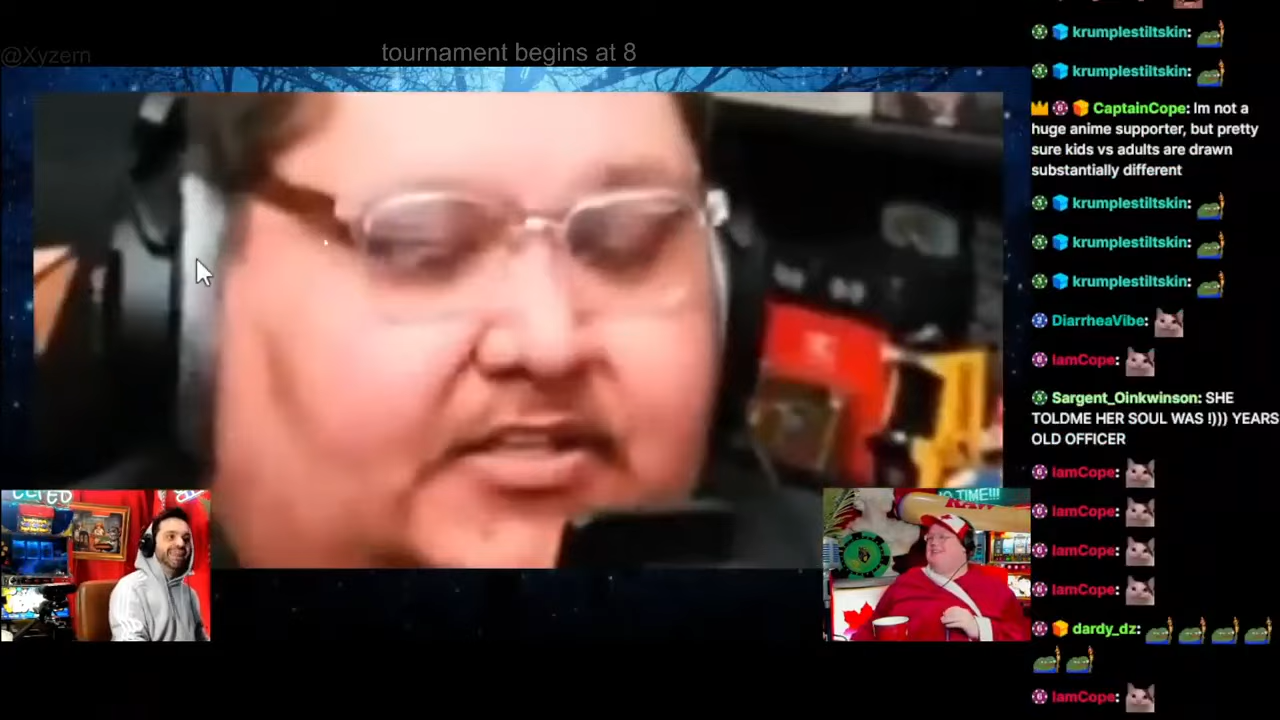 @Xyzern
tournament begins at 8
krumplestiltskin:
krumplestiltskin:
CaptainCope: Im not a
huge anime supporter, but pretty
sure kids vs adults are drawn
substantially different
krumplestiltskin:
krumplestiltskin:
krumplestiltskin:
DiarrheaVibe:
IamCope:
Sargent_Oinkwinson: SHE
TOLDME HER SOUL WAS !)))  YEARS
OLD OFFICER
IamCope:
IamCope:
IamCope:
IamCope:
dardy_dz:
IamCope:
TIME!!!